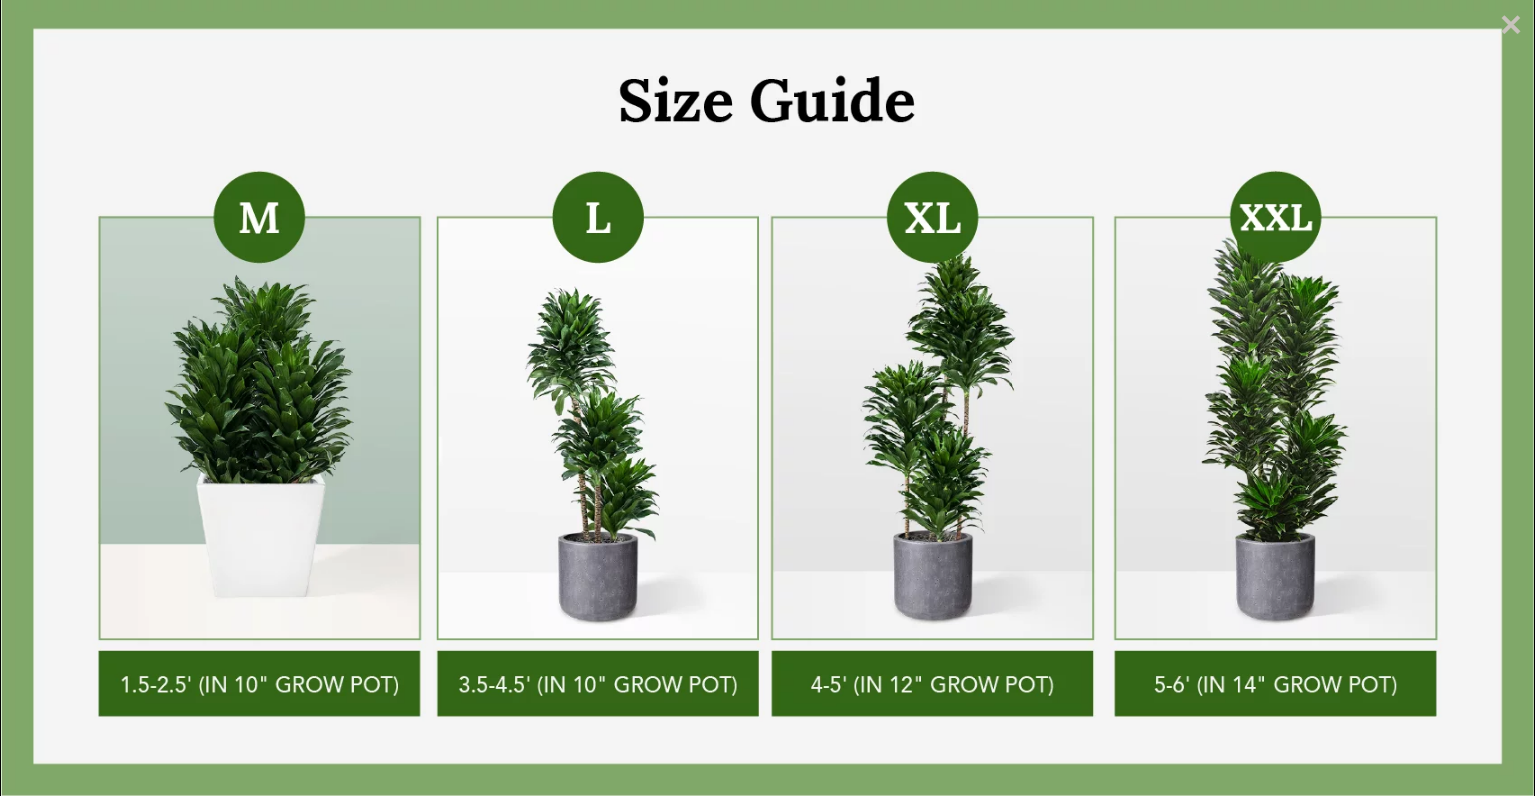 Size Guide
M
L
XL
XXL
1.5-2.5' (IN 10" GROW POT)
3.5-4.5' (IN 10" GROW POT)
4-5' (IN 12" GROW POT)
5-6' (IN 14" GROW POT)